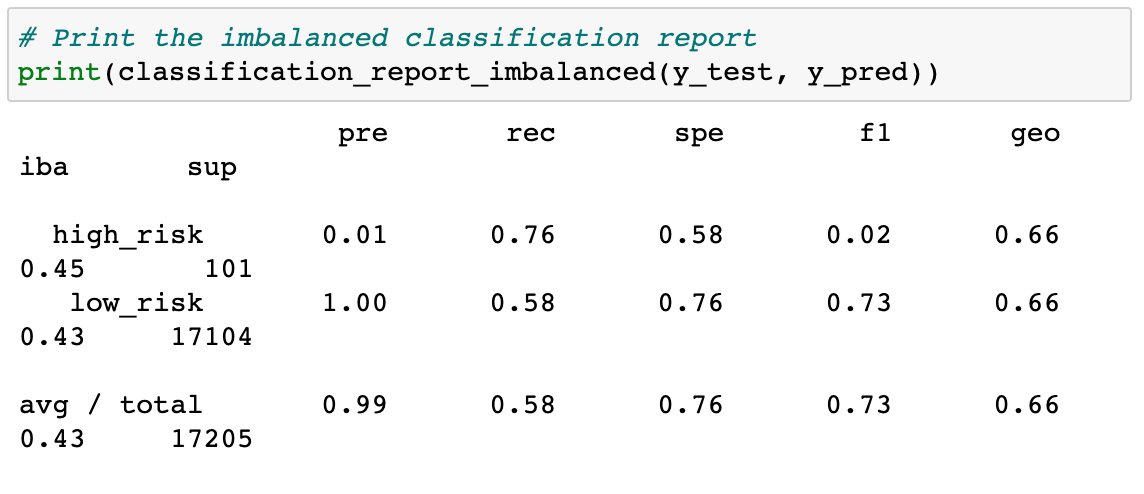 # Print the imbalanced classification report
print(classification_report_imbalanced(y_test, y_pred))
pre rec spe f1 geo
iba sup
high_risk 0.01 0.76 0.58 0.02 0.66
0.45 101
low_risk 1.00 0.58 0.76 0.73 0.66
0.43 17104
avg / total 0.99 0.58 0.76 0.73 0.66
0.43 17205